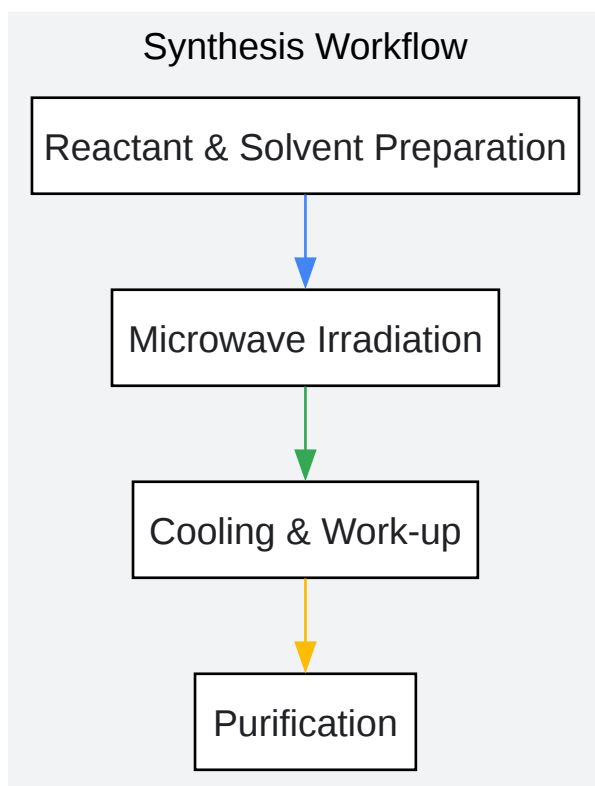 Synthesis Workflow
Reactant & Solvent Preparation
Microwave Irradiation
Cooling & Work-up
Purification